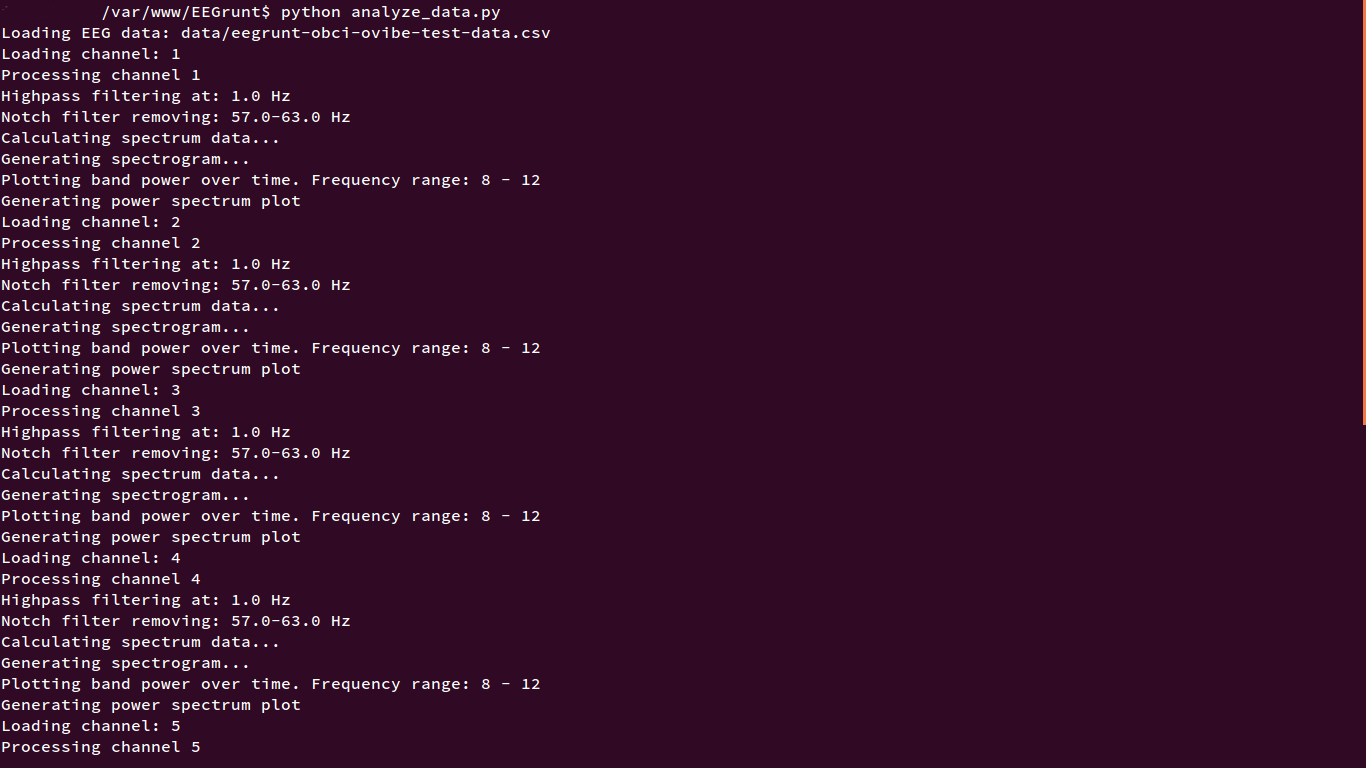 /var/www/EEGrunt$ python analyze_data.py
Loading EEG data: data/eegrunt-obci-ovibe-test-data.csv
Loading channel: 1
Processing channel 1
Highpass filtering at: 1.0 Hz
Notch filter removing: 57.0-63.0 Hz
Calculating spectrum data...
Generating spectrogram...
Plotting band power over time. Frequency range: 8 - 12
Generating power spectrum plot
Loading channel: 2
Processing channel 2
Highpass filtering at: 1.0 Hz
Notch filter removing: 57.0-63.0 Hz
Calculating spectrum data...
Generating spectrogram...
Plotting band power over time. Frequency range: 8 - 12
Generating power spectrum plot
Loading channel: 3
Processing channel 3
Highpass filtering at: 1.0 Hz
Notch filter removing: 57.0-63.0 Hz
Calculating spectrum data...
Generating spectrogram...
Plotting band power over time. Frequency range: 8 - 12
Generating power spectrum plot
Loading channel: 4
Processing channel 4
Highpass filtering at: 1.0 Hz
Notch filter removing: 57.0-63.0 Hz
Calculating spectrum data...
Generating spectrogram...
Plotting band power over time. Frequency range: 8 - 12
Generating power spectrum plot
Loading channel: 5
Processing channel 5